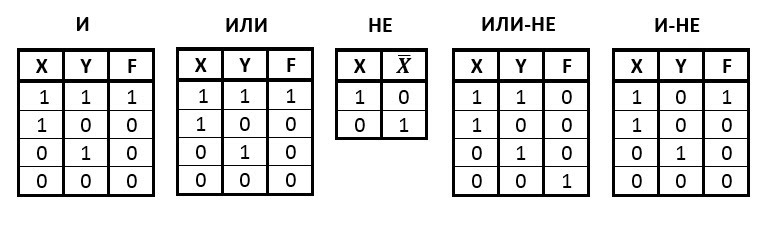 И ИЛИ НЕ ИЛИ-НЕ И-НЕ
X Y F X Y F X X̅ X Y F X Y F
1 1 1 1 1 1 1 0 1 1 0 1 0 1
1 0 0 1 0 0 0 1 1 0 0 1 0 0
0 1 0 0 1 0 0 1 0 0 1 0
0 0 0 0 0 0 0 0 1 0 0 0